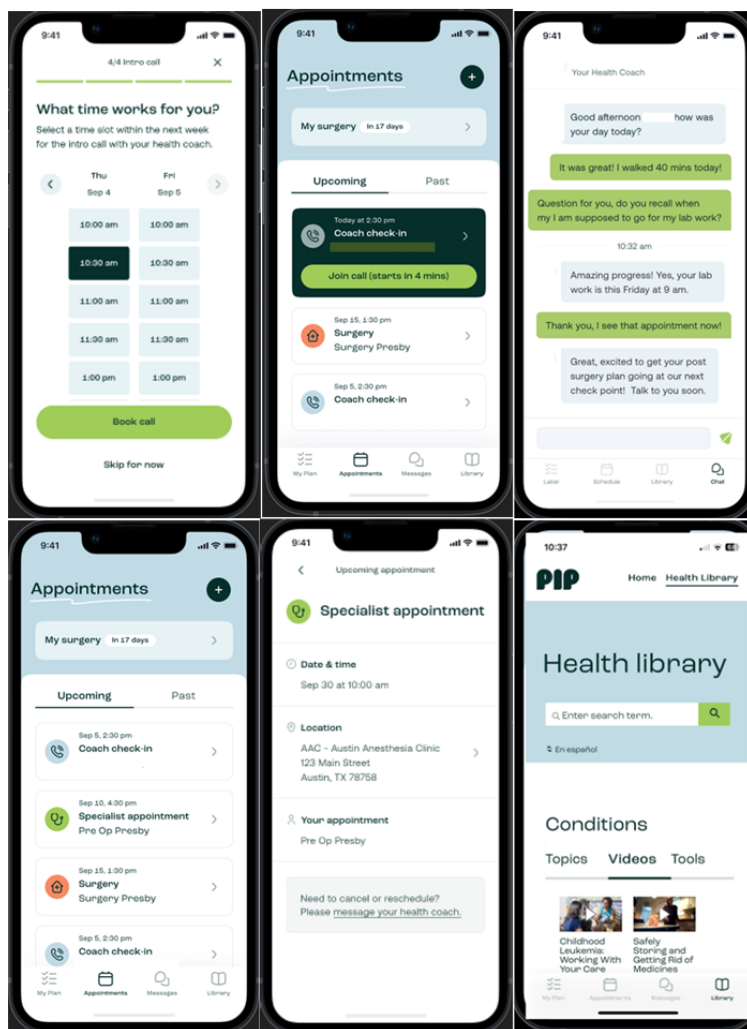 9:41
4/4 Intro call
What time works for you?
Select a time slot within the next week
for the intro call with your health coach.
Thu Fri
Sep 4 Sep 5
10:00 am 10:00 am
10:30 am 10:30 am
11:00 am 11:00 am
11:30 am 11:30 am
1:00 pm 1:00 pm
Book call
Skip for now
9:41
Appointments
My surgery In 17 days
Upcoming Past
Today at 2:30 pm
Coach check-in
Join call (starts in 4 mins)
Sep 15, 1:30 pm
Surgery
Surgery Presby
Sep 5, 2:30 pm
Coach check-in
My Plan Appointments Messages Library
9:41
Your Health Coach
Good afternoon how was
your day today?
It was great! I walked 40 mins today!
Question for you, do you recall when
my I am supposed to go for my lab work?
10:32 am
Amazing progress! Yes, your lab
work is this Friday at 9 am.
Thank you, I see that appointment now!
Great, excited to get your post
surgery plan going at our next
check point! Talk to you soon.
Label Schedule Library Chat
9:41
Appointments
My surgery In 17 days
Upcoming Past
Sep 5, 2:30 pm
Coach check-in
Sep 10, 4:30 pm
Specialist appointment
Pre Op Presby
Sep 15, 1:30 pm
Surgery
Surgery Presby
Sep 5, 2:30 pm
Coach check-in
My Plan Appointments Messages Library
9:41
Upcoming appointment
Specialist appointment
Date & time
Sep 30 at 10:00 am
Location
AAC - Austin Anesthesia Clinic
123 Main Street
Austin, TX 78758
Your appointment
Pre Op Presby
Need to cancel or reschedule?
Please message your health coach.
10:37
PIP Home Health Library
Health library
Enter search term.
En español
Conditions
Topics Videos Tools
Childhood
Leukemia:
Working With
Your Care
Safely
Storing and
Getting Rid of
Medicines
My Plan Appointments Messages Library